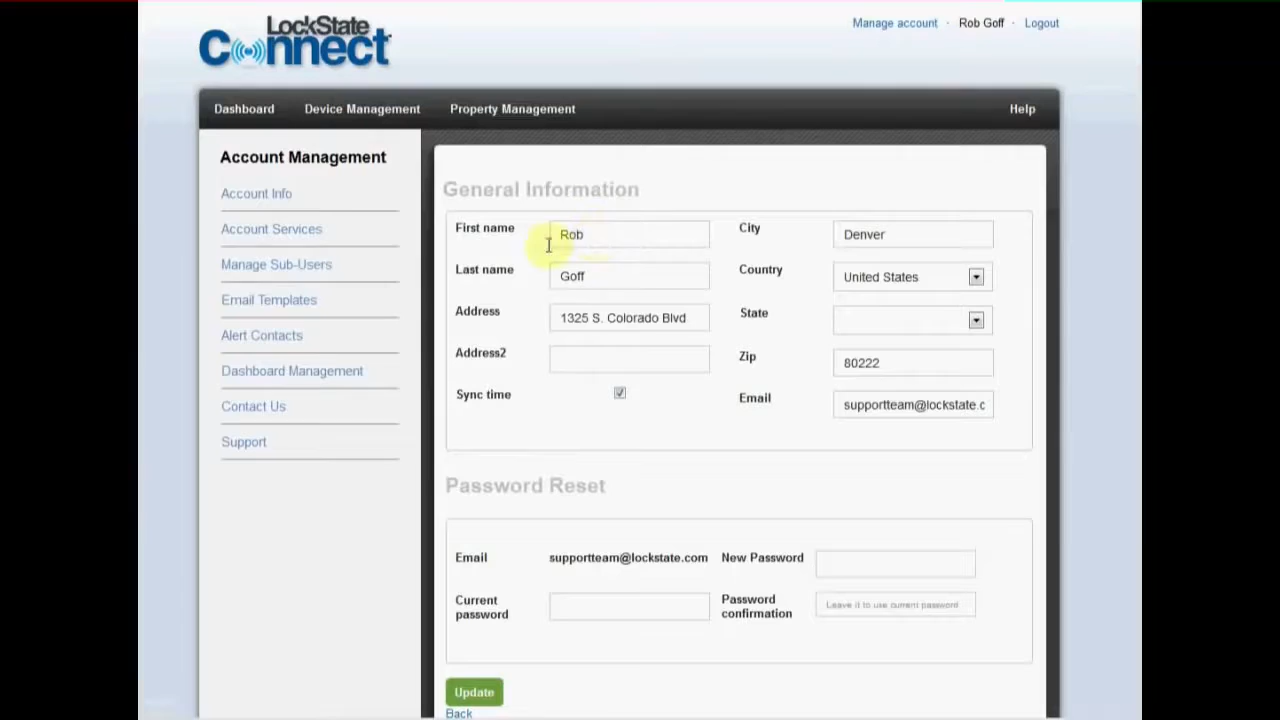 LockState
Connect
Manage account · Rob Goff · Logout
Dashboard Device Management Property Management Help
Account Management
Account Info
Account Services
Manage Sub-Users
Email Templates
Alert Contacts
Dashboard Management
Contact Us
Support
General Information
First name Rob
Last name Goff
Address 1325 S. Colorado Blvd
Address2
Sync time
City Denver
Country United States
State
Zip 80222
Email supportteam@lockstate.c
Password Reset
Email supportteam@lockstate.com New Password
Current password
Password confirmation Leave it to use current password
Update
Back